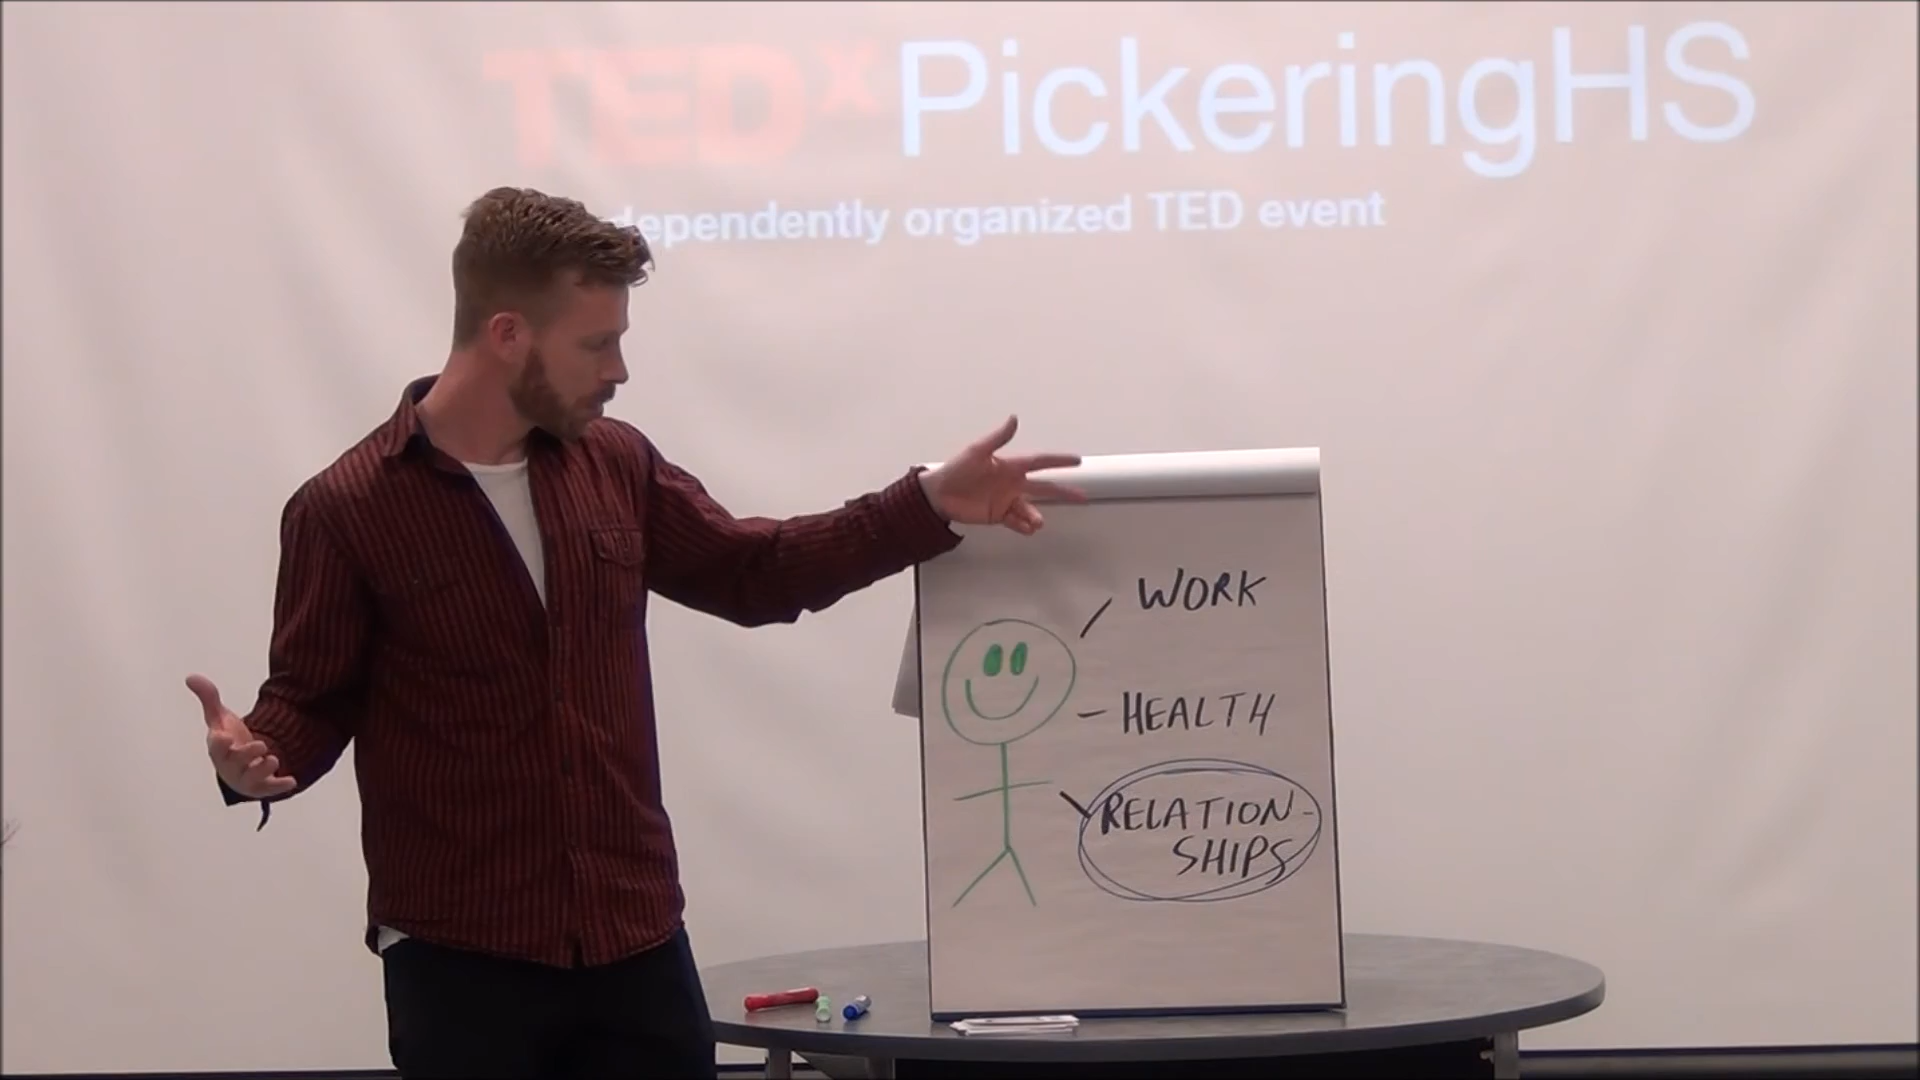 TEDx PickeringHS
dependently organized TED event
WORK
- HEALTH
RELATION-
SHIPS